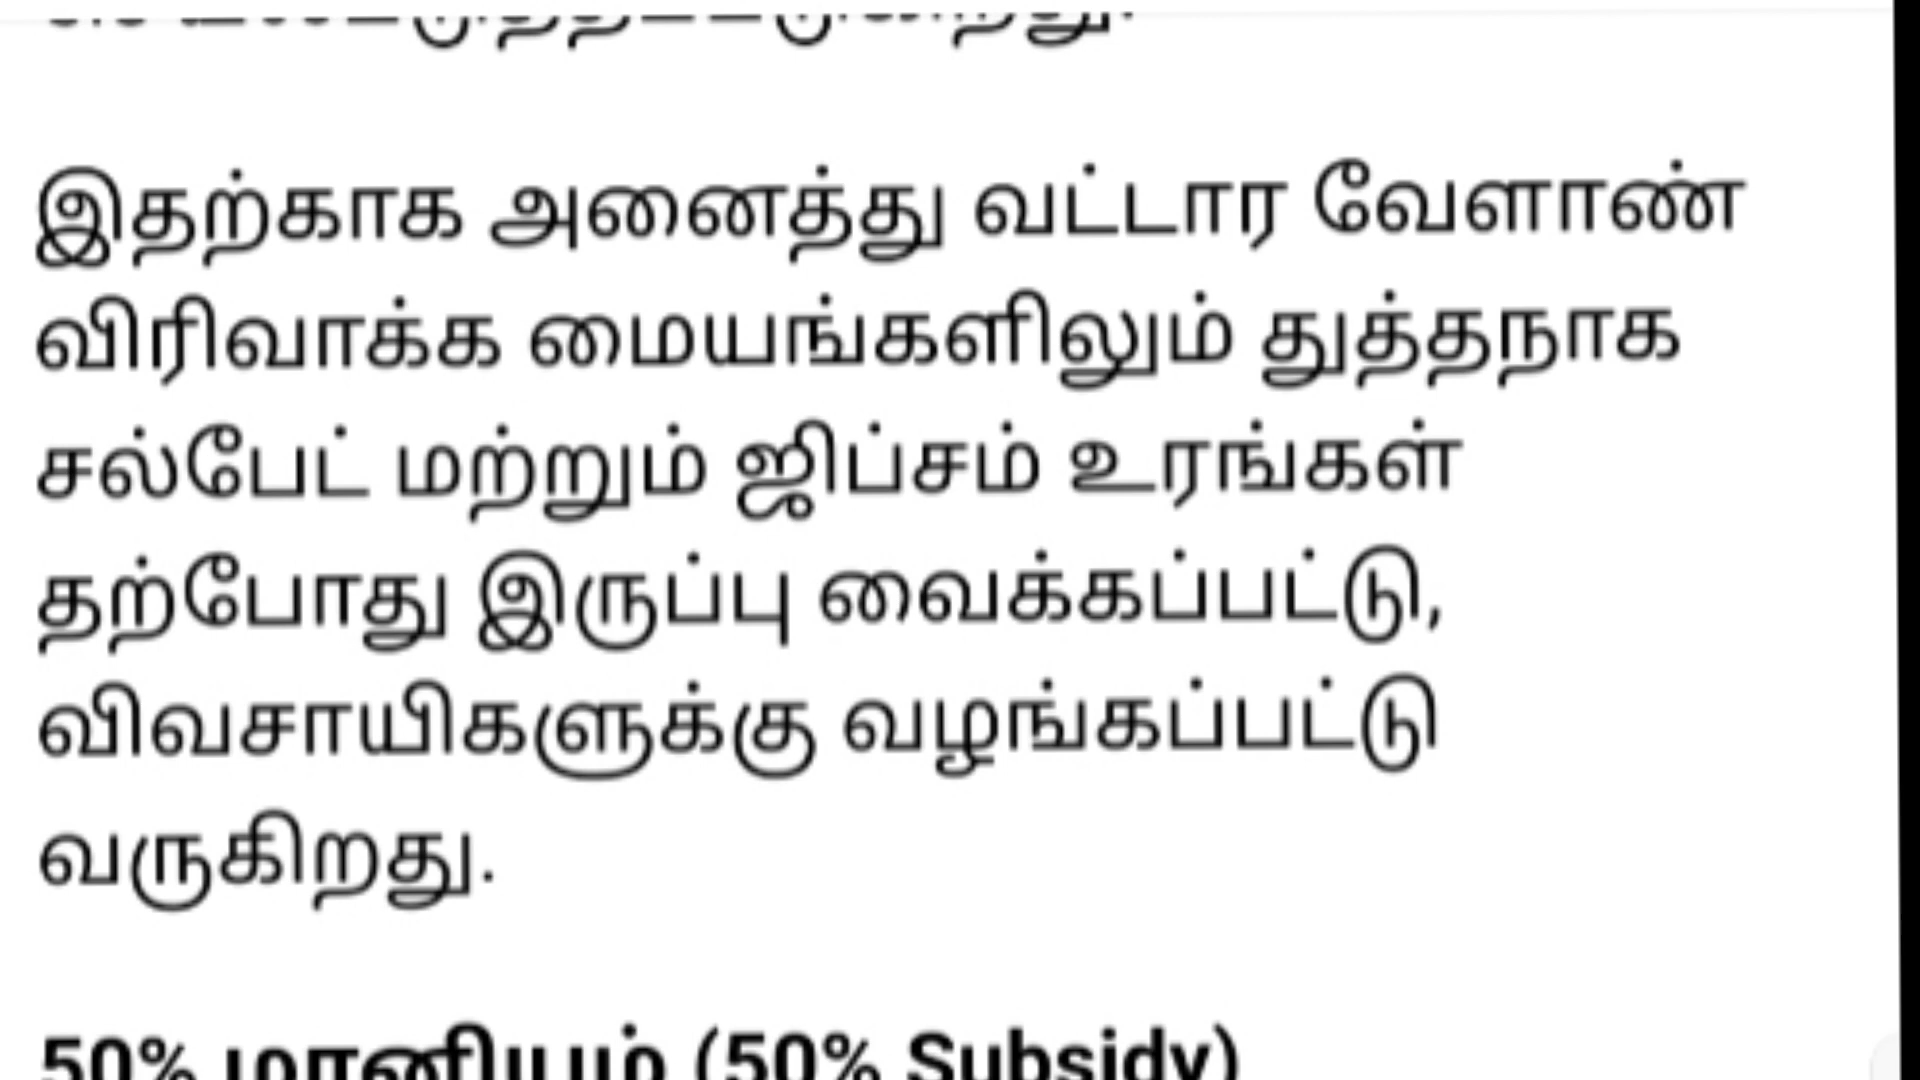 இதற்காக அனைத்து வட்டார வேளாண்
விரிவாக்க மையங்களிலும் துத்தநாக
சல்பேட் மற்றும் ஜிப்சம் உரங்கள்
தற்போது இருப்பு வைக்கப்பட்டு,
விவசாயிகளுக்கு வழங்கப்பட்டு
வருகிறது.
50% மானியம் (50% Subsidy)